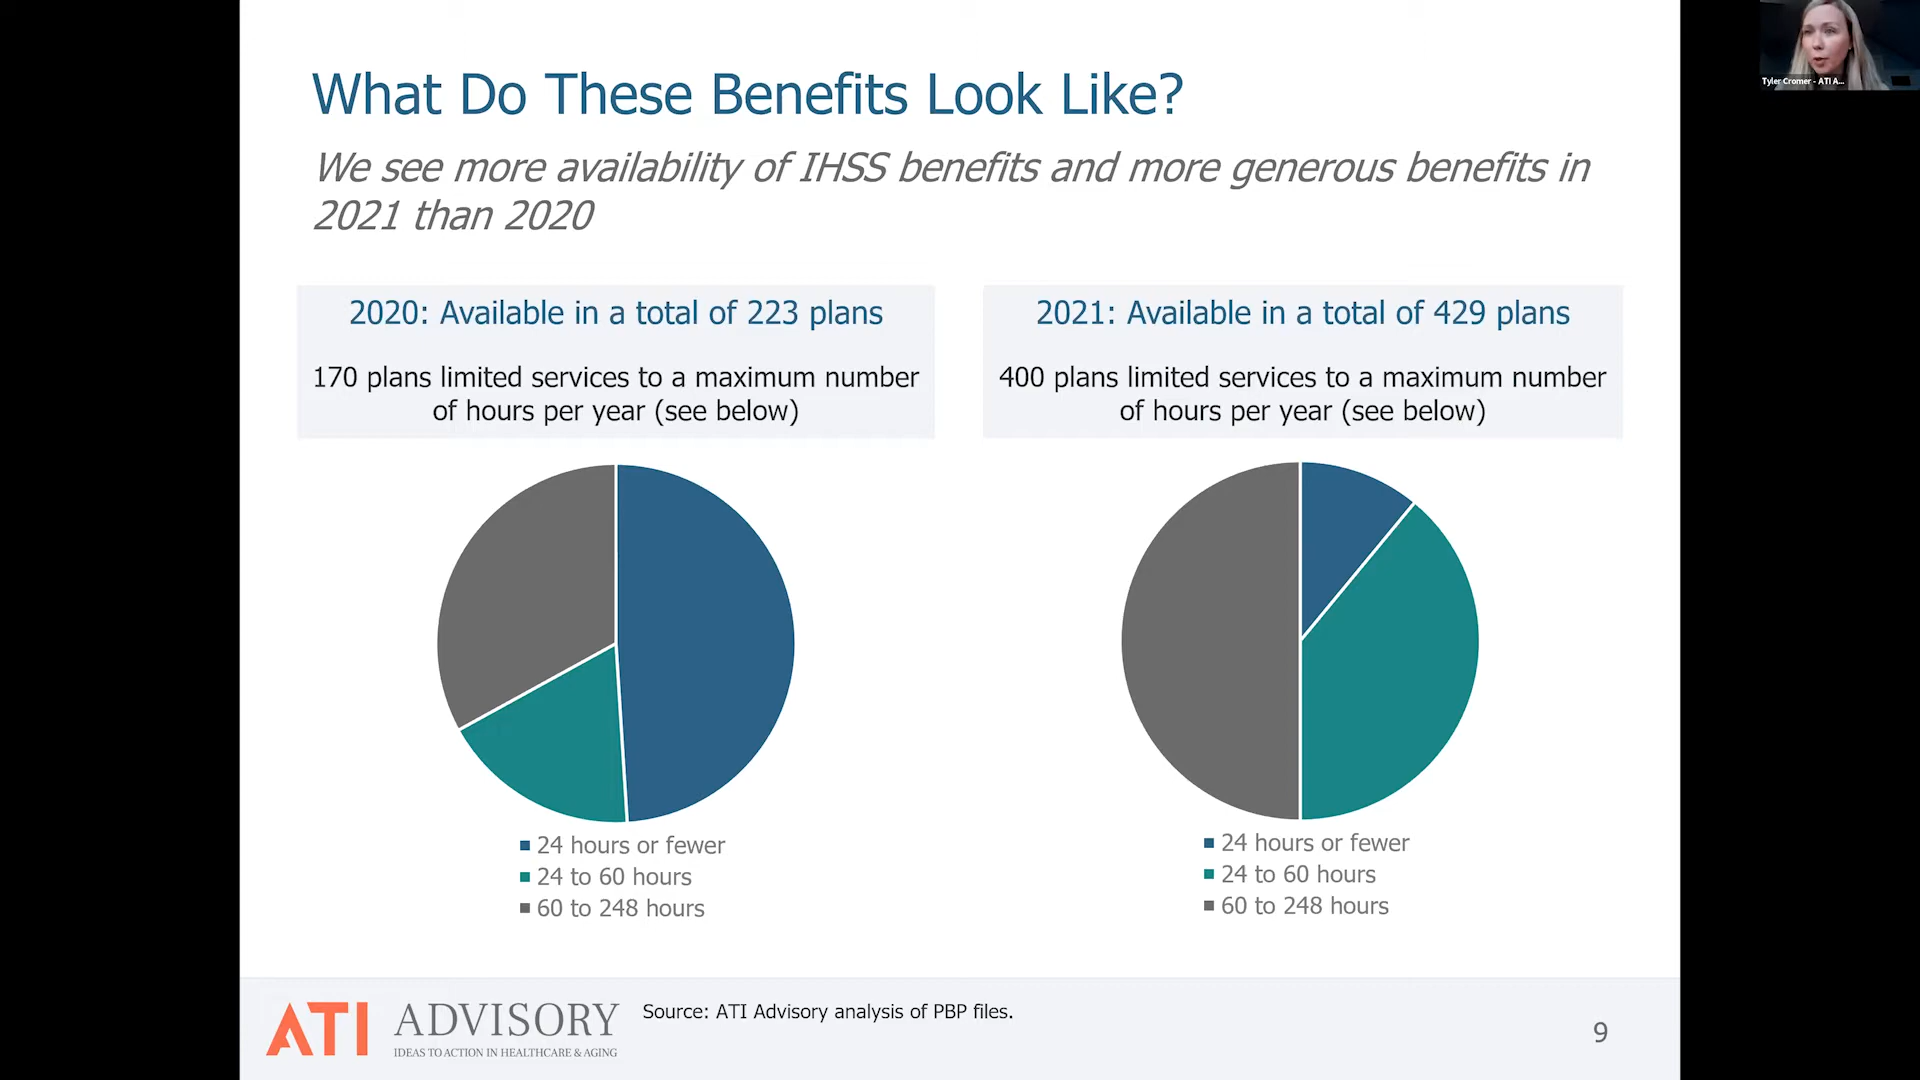 What Do These Benefits Look Like?
We see more availability of IHSS benefits and more generous benefits in
2021 than 2020
2020: Available in a total of 223 plans
170 plans limited services to a maximum number
of hours per year (see below)
2021: Available in a total of 429 plans
400 plans limited services to a maximum number
of hours per year (see below)
24 hours or fewer
24 to 60 hours
60 to 248 hours
24 hours or fewer
24 to 60 hours
60 to 248 hours
ATI ADVISORY
IDEAS TO ACTION IN HEALTHCARE & AGING
Source: ATI Advisory analysis of PBP files.
9
Tyler Cromer - ATI A...